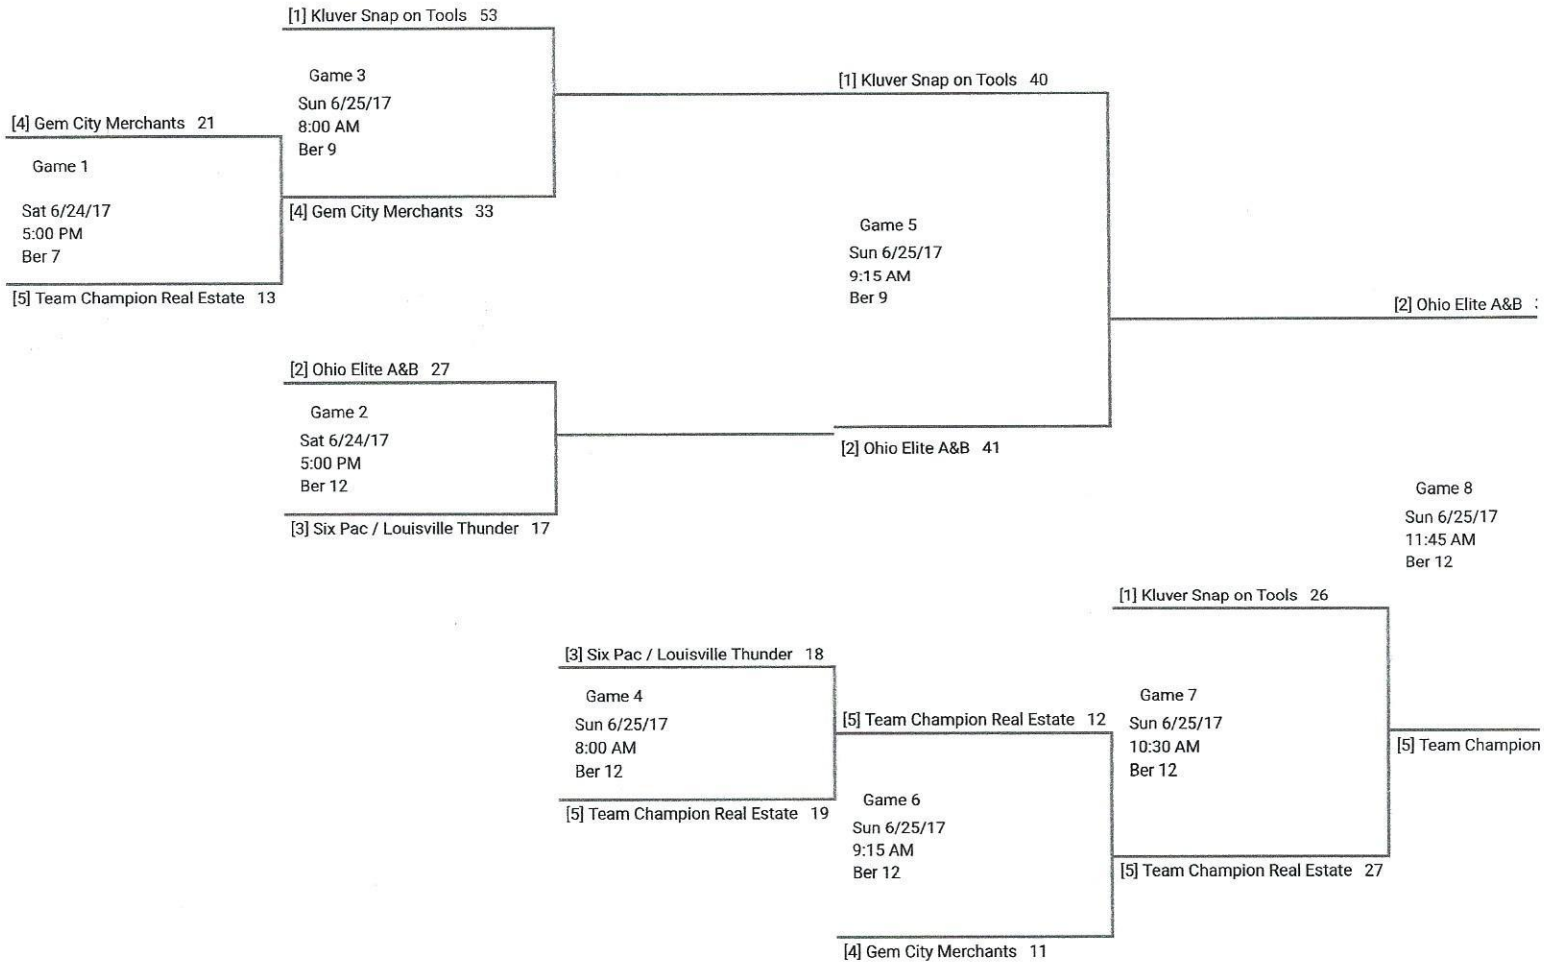 [1] Kluver Snap on Tools 53
Game 3
Sun 6/25/17
8:00 AM
Ber 9
[4] Gem City Merchants 33
[4] Gem City Merchants 21
Game 1
Sat 6/24/17
5:00 PM
Ber 7
[5] Team Champion Real Estate 13
[2] Ohio Elite A&B 27
Game 2
Sat 6/24/17
5:00 PM
Ber 12
[3] Six Pac / Louisville Thunder 17
[1] Kluver Snap on Tools 40
Game 5
Sun 6/25/17
9:15 AM
Ber 9
[2] Ohio Elite A&B 41
[2] Ohio Elite A&B
Game 8
Sun 6/25/17
11:45 AM
Ber 12
[5] Team Champion
[3] Six Pac / Louisville Thunder 18
Game 4
Sun 6/25/17
8:00 AM
Ber 12
[5] Team Champion Real Estate 19
[5] Team Champion Real Estate 12
Game 6
Sun 6/25/17
9:15 AM
Ber 12
[4] Gem City Merchants 11
[1] Kluver Snap on Tools 26
Game 7
Sun 6/25/17
10:30 AM
Ber 12
[5] Team Champion Real Estate 27